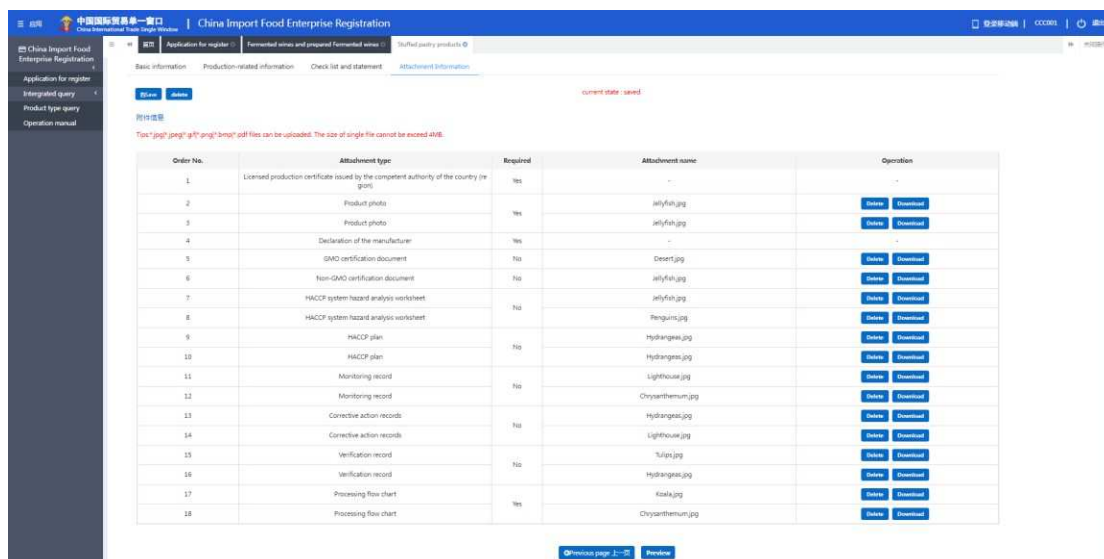 应用
中国国际贸易单一窗口
China International Trade Single Window
China Import Food Enterprise Registration
CCC001
China Import Food
Enterprise Registration
Application for register
Intergrated query
Product type query
Operation manual
首页
Application for register
Fermented wines and prepared Fermented wines
Stuffed pastry products
Basic information
Production-related information
Check list and statement
Attachment Information
Save
delete
current state : saved
附件信息
Tips:*.jpg|*.jpeg|*.gif|*.png|*.bmp|*.pdf files can be uploaded. The size of single file cannot be exceed 4MB.
Order No. Attachment type Required Attachment name Operation
1 Licensed production certificate issued by the competent authority of the country (re
gion) Yes - -
2 Product photo Yes Jellyfish.jpg Delete Download
3 Product photo Jellyfish.jpg Delete Download
4 Declaration of the manufacturer Yes - -
5 GMO certification document No Desert.jpg Delete Download
6 Non-GMO certification document No Jellyfish.jpg Delete Download
7 HACCP system hazard analysis worksheet No Jellyfish.jpg Delete Download
8 HACCP system hazard analysis worksheet Penguins.jpg Delete Download
9 HACCP plan No Hydrangeas.jpg Delete Download
10 HACCP plan Hydrangeas.jpg Delete Download
11 Monitoring record No Lighthouse.jpg Delete Download
12 Monitoring record Chrysanthemum.jpg Delete Download
13 Corrective action records No Hydrangeas.jpg Delete Download
14 Corrective action records Lighthouse.jpg Delete Download
15 Verification record No Tulips.jpg Delete Download
16 Verification record Hydrangeas.jpg Delete Download
17 Processing flow chart Yes Koala.jpg Delete Download
18 Processing flow chart Chrysanthemum.jpg Delete Download
Previous page 上一页
Preview